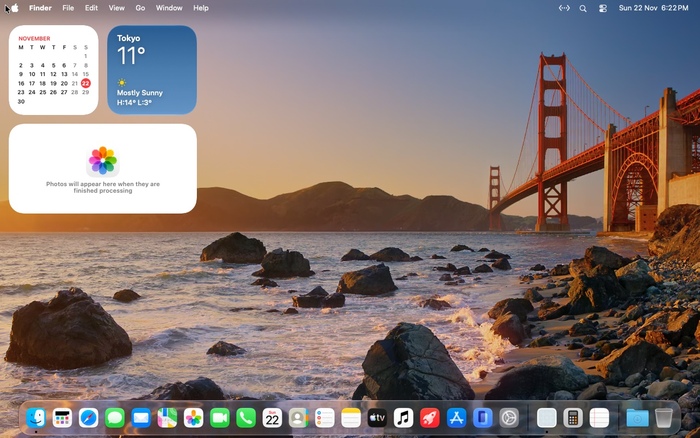 Finder File Edit View Go Window Help Sun 22 Nov 6:22 PM
NOVEMBER
M T W T F S S
1
2 3 4 5 6 7 8
9 10 11 12 13 14 15
16 17 18 19 20 21 22
23 24 25 26 27 28 29
30
Tokyo
11°
Mostly Sunny
H:14° L:3°
Photos will appear here when they are
finished processing
22
tv